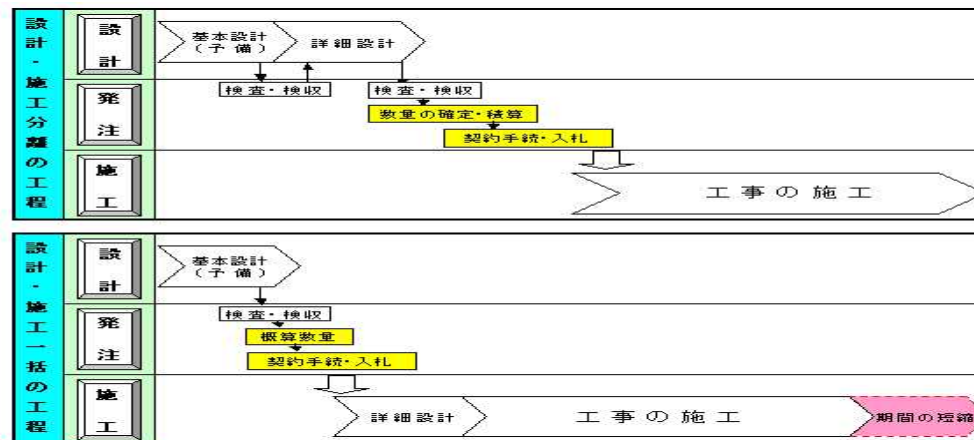 設計・施工分離の工程
設計
基本設計
(予備)
詳細設計
発注
検査・検収
検査・検収
数量の確定・積算
契約手続・入札
施工
工事の施工
設計・施工一括の工程
設計
基本設計
(予備)
発注
検査・検収
概算数量
契約手続・入札
施工
詳細設計
工事の施工
期間の短縮